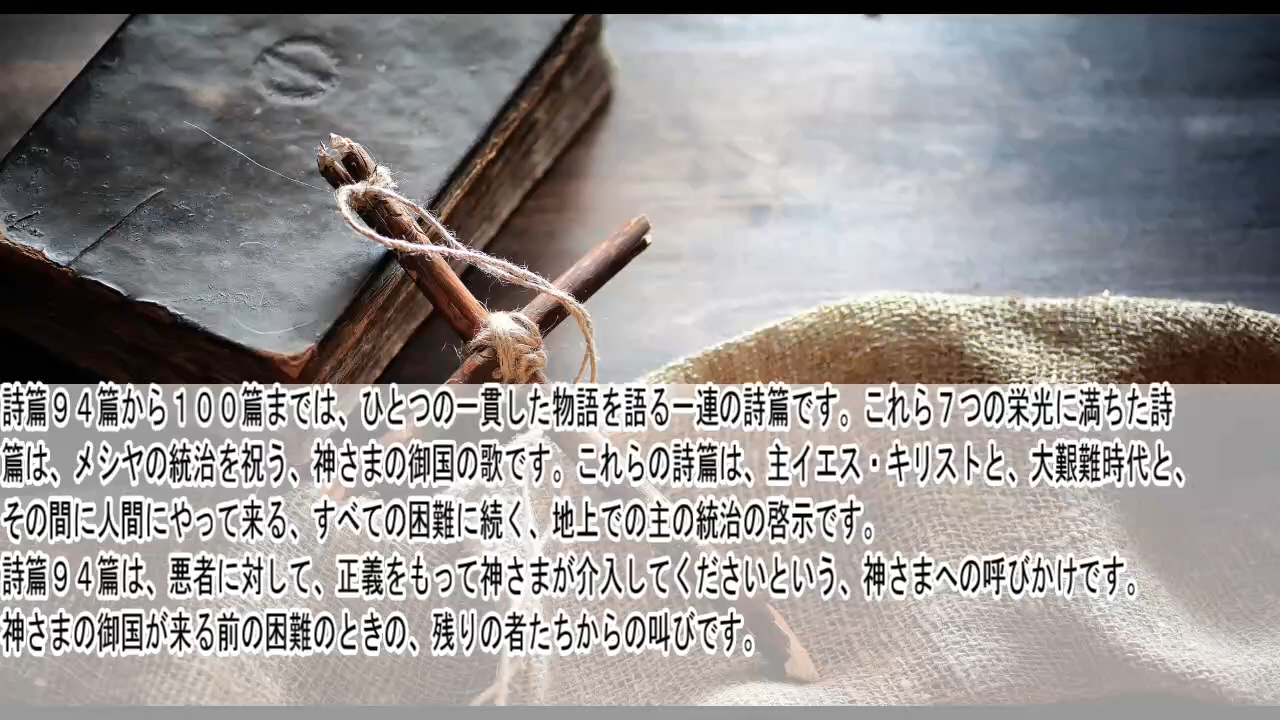 詩篇９４篇から１００篇までは、ひとつの一貫した物語を語る一連の詩篇です。これら７つの栄光に満ちた詩
篇は、メシヤの統治を祝う、神さまの御国の歌です。これらの詩篇は、主イエス・キリストと、大艱難時代と、
その間に人間にやって来る、すべての困難に続く、地上での主の統治の啓示です。
詩篇９４篇は、悪者に対して、正義をもって神さまが介入してくださいという、神さまへの呼びかけです。
神さまの御国が来る前の困難のときの、残りの者たちからの叫びです。